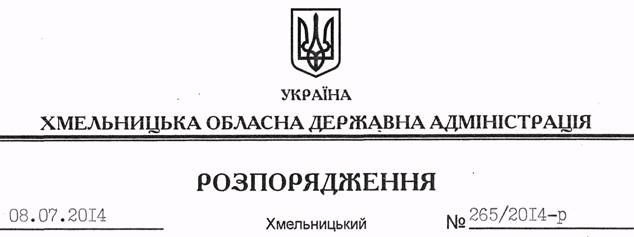 УКРАЇНА
ХМЕЛЬНИЦЬКА ОБЛАСНА ДЕРЖАВНА АДМІНІСТРАЦІЯ
РОЗПОРЯДЖЕННЯ
08.07.2014 Хмельницький № 265/2014-р